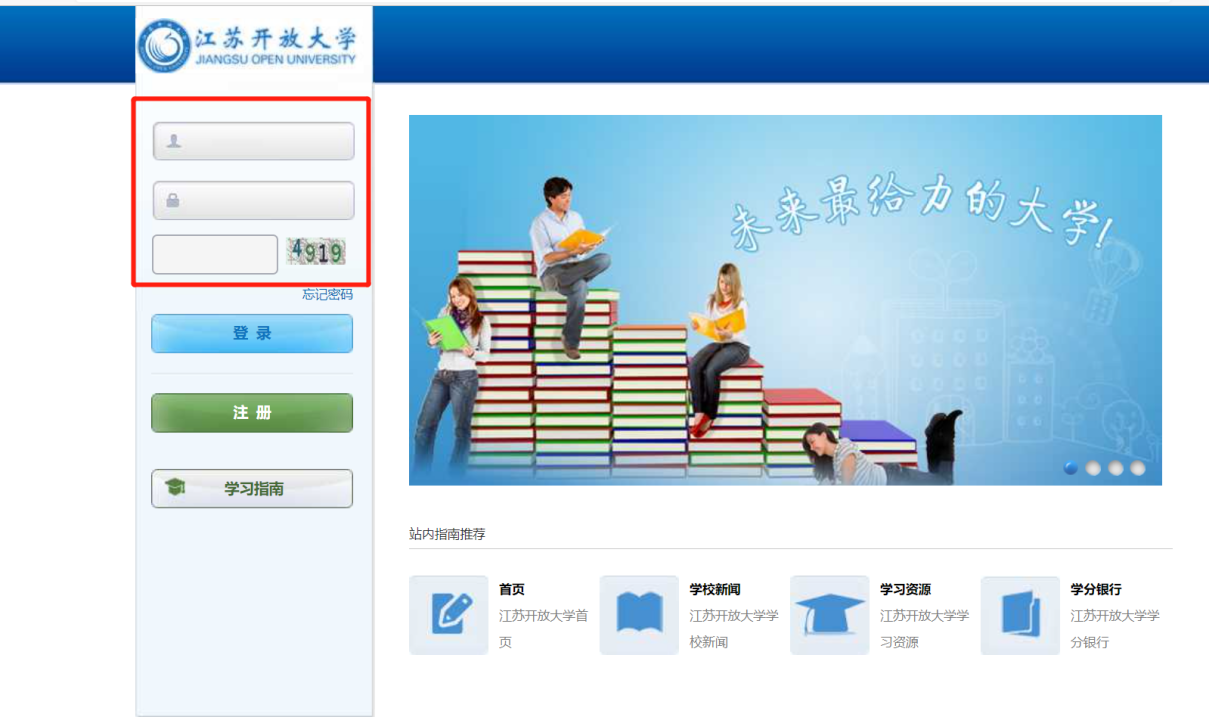 江苏开放大学
JIANGSU OPEN UNIVERSITY
4919
忘记密码
登 录
注 册
学习指南
未来最给力的大学!
站内指南推荐
首页
江苏开放大学首
页
学校新闻
江苏开放大学学
校新闻
学习资源
江苏开放大学学
习资源
学分银行
江苏开放大学学
分银行